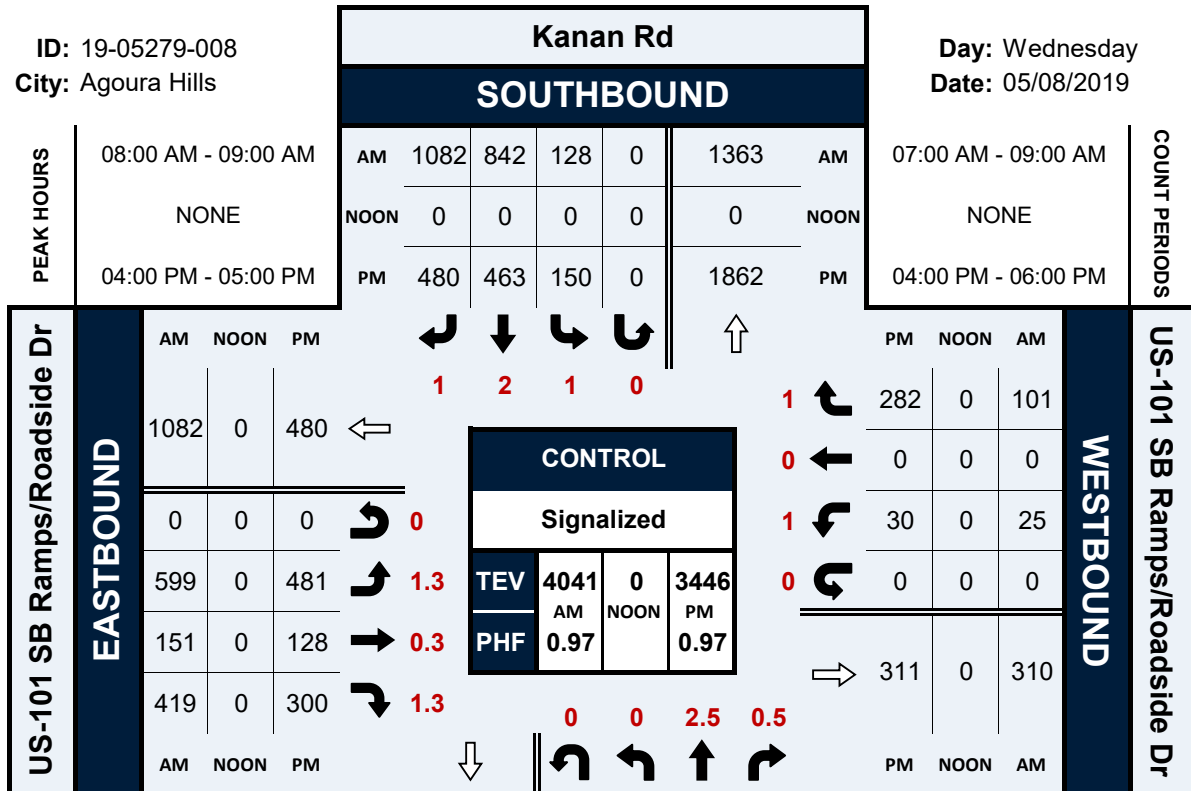 Kanan Rd
ID: 19-05279-008
Day: Wednesday
City: Agoura Hills
Date: 05/08/2019
SOUTHBOUND
PEAK HOURS
08:00 AM - 09:00 AM
AM 1082 842 128 0 1363 AM
07:00 AM - 09:00 AM
COUNT PERIODS
NONE
NOON 0 0 0 0 0 NOON
NONE
04:00 PM - 05:00 PM
PM 480 463 150 0 1862 PM
04:00 PM - 06:00 PM
US-101 SB Ramps/Roadside Dr
EASTBOUND
AM NOON PM
1 2 1 0
PM NOON AM
1082 0 480
1 282 0 101
0 0 0 0
0 0 0 0
1 30 0 25
599 0 481 1.3
0 0 0 0
151 0 128 0.3
419 0 300 1.3
311 0 310
AM NOON PM
PM NOON AM
WESTBOUND
US-101 SB Ramps/Roadside Dr
CONTROL
Signalized
TEV 4041 0 3446
AM NOON PM
PHF 0.97 0.97
0 0 2.5 0.5